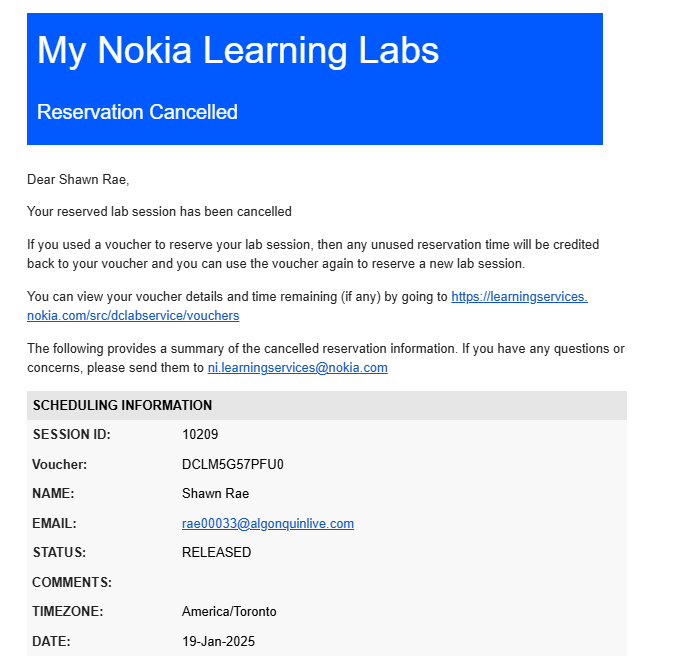 My Nokia Learning Labs
Reservation Cancelled
Dear Shawn Rae,
Your reserved lab session has been cancelled
If you used a voucher to reserve your lab session, then any unused reservation time will be credited
back to your voucher and you can use the voucher again to reserve a new lab session.
You can view your voucher details and time remaining (if any) by going to https://learningservices.
nokia.com/src/dclabservice/vouchers
The following provides a summary of the cancelled reservation information. If you have any questions or
concerns, please send them to ni.learningservices@nokia.com
SCHEDULING INFORMATION
SESSION ID: 10209
Voucher: DCLM5G57PFU0
NAME: Shawn Rae
EMAIL: rae00033@algonquinlive.com
STATUS: RELEASED
COMMENTS:
TIMEZONE: America/Toronto
DATE: 19-Jan-2025